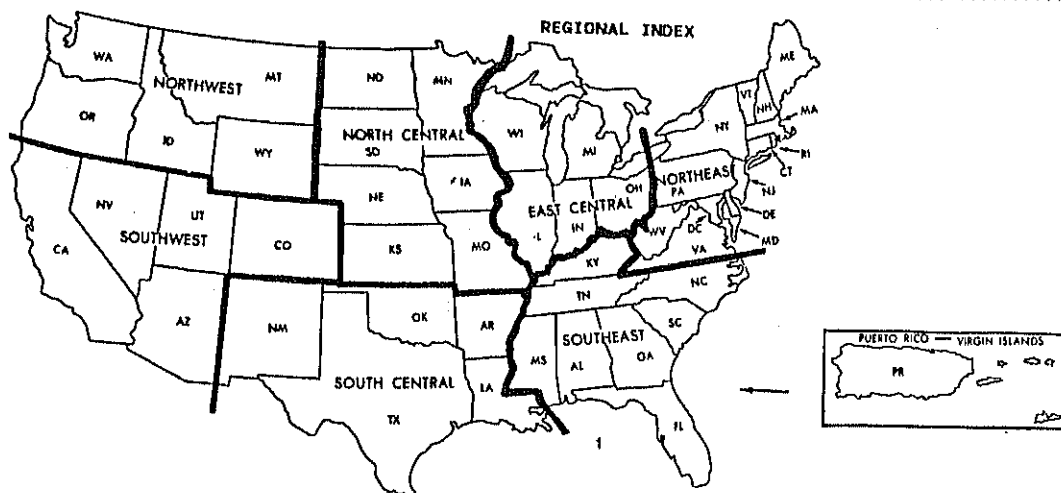 REGIONAL INDEX
WA
NORTHWEST
MT
OR
ID
WY
ND
MN
NORTH CENTRAL
SD
NE
IA
KS
MO
WI
MI
EAST CENTRAL
IN
OH
ME
VT
NH
MA
NY
RI
CT
NORTHEAS
PA
NJ
DE
MD
WV
DC
VA
NV
UT
CO
CA
SOUTHWEST
AZ
NM
OK
AR
SOUTH CENTRAL
TX
LA
KY
TN
NC
SC
SOUTHEAST
MS
AL
GA
FL
1
PUERTO RICO — VIRGIN ISLANDS
PR